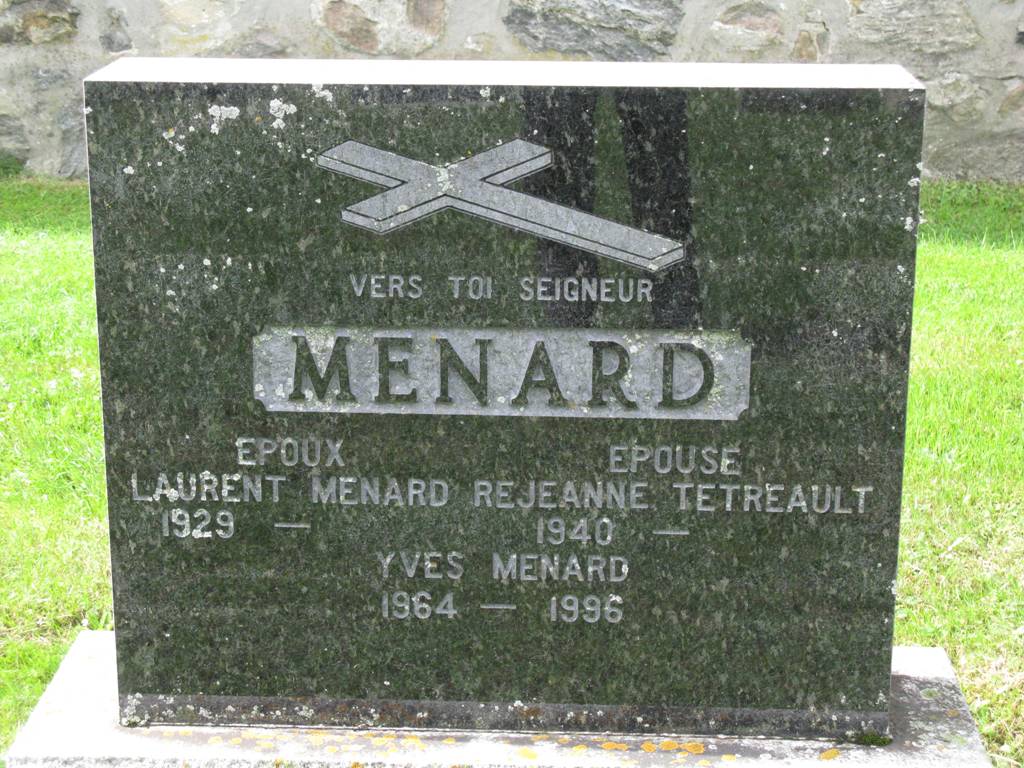 VERS TOI SEIGNEUR
MENARD
EPOUX EPOUSE
LAURENT MENARD REJEANNE TETREAULT
1929 — 1940 —
YVES MENARD
1964 — 1996